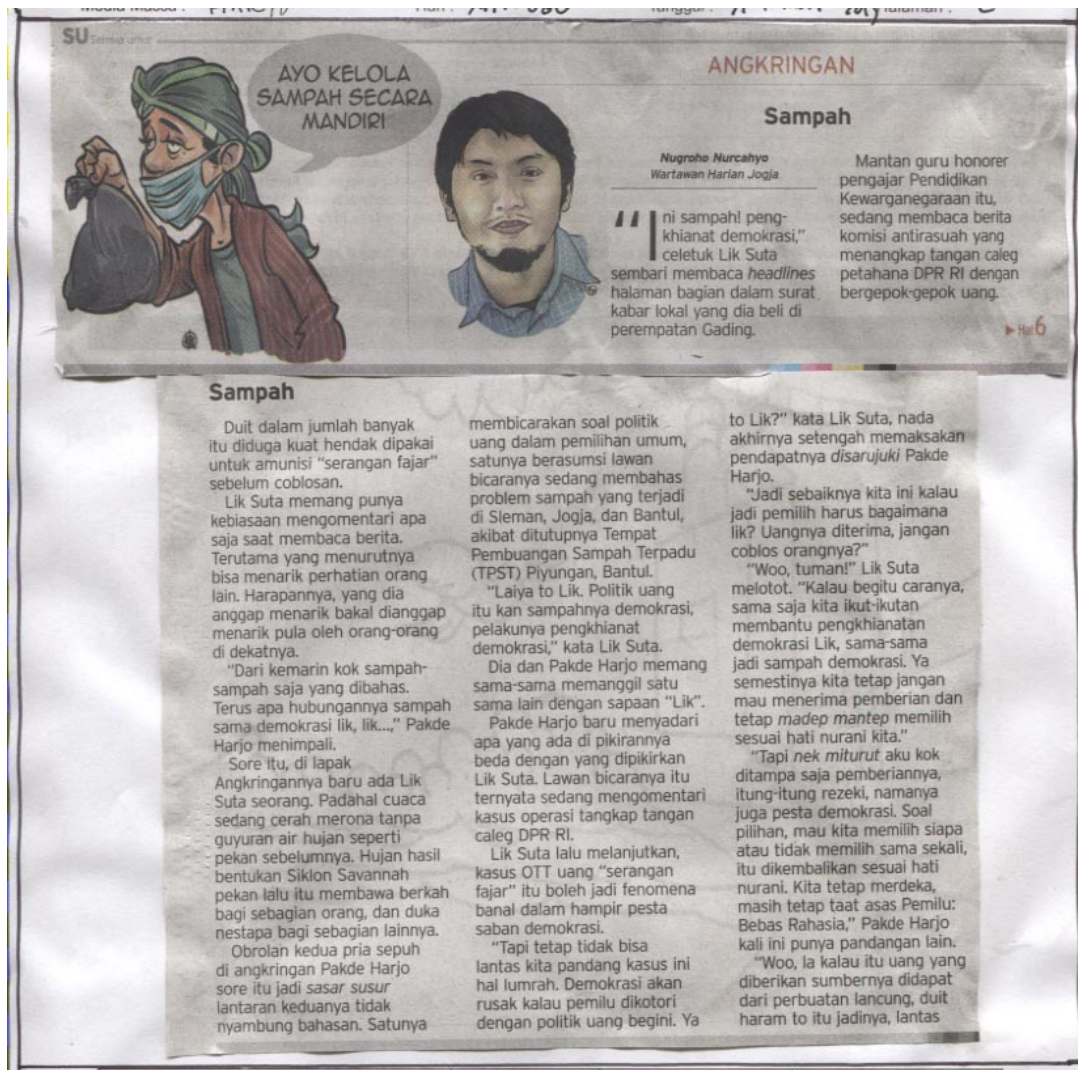 Media Massa :
Hari :
Tanggal :
Halaman :
SU
AYO KELOLA
SAMPAH SECARA
MANDIRI
ANGKRINGAN
Sampah
Nugroho Nurcahyo
Wartawan Harian Jogja
“Ini sampah! peng-
khianat demokrasi,”
celetuk Lik Suta
sembari membaca headlines
halaman bagian dalam surat
kabar lokal yang dia beli di
perempatan Gading.
Mantan guru honorer
pengajar Pendidikan
Kewarganegaraan itu,
sedang membaca berita
komisi antirasuah yang
menangkap tangan caleg
petahana DPR RI dengan
bergepok-gepok uang.
▶ Hal 6
Sampah
Duit dalam jumlah banyak
itu diduga kuat hendak dipakai
untuk amunisi “serangan fajar”
sebelum coblosan.
Lik Suta memang punya
kebiasaan mengomentari apa
saja saat membaca berita.
Terutama yang menurutnya
bisa menarik perhatian orang
lain. Harapannya, yang dia
anggap menarik bakal dianggap
menarik pula oleh orang-orang
di dekatnya.
“Dari kemarin kok sampah-
sampah saja yang dibahas.
Terus apa hubungannya sampah
sama demokrasi lik, lik...,” Pakde
Harjo menimpali.
Sore itu, di lapak
Angkringannya baru ada Lik
Suta seorang. Padahal cuaca
sedang cerah merona tanpa
guyuran air hujan seperti
pekan sebelumnya. Hujan hasil
bentukan Siklon Savannah
pekan lalu itu membawa berkah
bagi sebagian orang, dan duka
nestapa bagi sebagian lainnya.
Obrolan kedua pria sepuh
di angkringan Pakde Harjo
sore itu jadi sasar susur
lantaran keduanya tidak
nyambung bahasan. Satunya
membicarakan soal politik
uang dalam pemilihan umum,
satunya berasumsi lawan
bicaranya sedang membahas
problem sampah yang terjadi
di Sleman, Jogja, dan Bantul,
akibat ditutupnya Tempat
Pembuangan Sampah Terpadu
(TPST) Piyungan, Bantul.
“Laiya to Lik. Politik uang
itu kan sampahnya demokrasi,
pelakunya pengkhianat
demokrasi,” kata Lik Suta.
Dia dan Pakde Harjo memang
sama-sama memanggil satu
sama lain dengan sapaan “Lik”.
Pakde Harjo baru menyadari
apa yang ada di pikirannya
beda dengan yang dipikirkan
Lik Suta. Lawan bicaranya itu
ternyata sedang mengomentari
kasus operasi tangkap tangan
caleg DPR RI.
Lik Suta lalu melanjutkan,
kasus OTT uang “serangan
fajar” itu boleh jadi fenomena
banal dalam hampir pesta
saban demokrasi.
“Tapi tetap tidak bisa
lantas kita pandang kasus ini
hal lumrah. Demokrasi akan
rusak kalau pemilu dikotori
dengan politik uang begini. Ya
to Lik?” kata Lik Suta, nada
akhirnya setengah memaksakan
pendapatnya disarujuki Pakde
Harjo.
“Jadi sebaiknya kita ini kalau
jadi pemilih harus bagaimana
lik? Uangnya diterima, jangan
coblos orangnya?”
“Woo, tuman!” Lik Suta
melotot. “Kalau begitu caranya,
sama saja kita ikut-ikutan
membantu pengkhianatan
demokrasi Lik, sama-sama
jadi sampah demokrasi. Ya
semestinya kita tetap jangan
mau menerima pemberian dan
tetap madep mantep memilih
sesuai hati nurani kita.”
“Tapi nek miturut aku kok
ditampa saja pemberiannya,
itung-itung rezeki, namanya
juga pesta demokrasi. Soal
pilihan, mau kita memilih siapa
atau tidak memilih sama sekali,
itu dikembalikan sesuai hati
nurani. Kita tetap merdeka,
masih tetap taat asas Pemilu:
Bebas Rahasia,” Pakde Harjo
kali ini punya pandangan lain.
“Woo, la kalau itu uang yang
diberikan sumbernya didapat
dari perbuatan lancung, duit
haram to itu jadinya, lantas